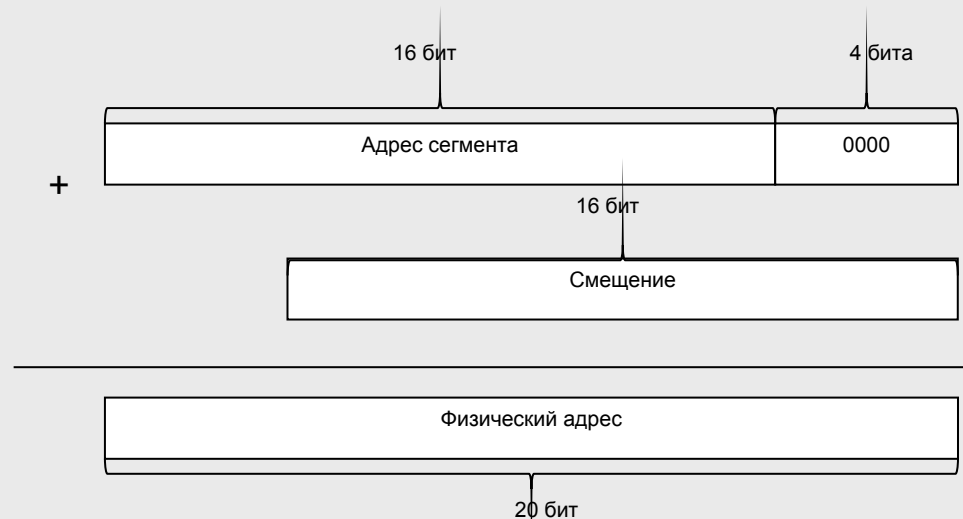 16 бит
4 бита
Адрес сегмента
0000
+
16 бит
Смещение
Физический адрес
20 бит